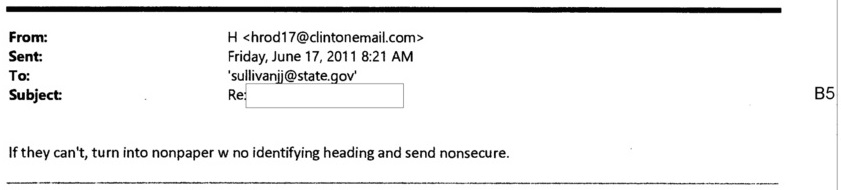 From: H <hrod17@clintonemail.com>
Sent: Friday, June 17, 2011 8:21 AM
To: 'sullivanjj@state.gov'
Subject: Re:
B5
If they can't, turn into nonpaper w no identifying heading and send nonsecure.